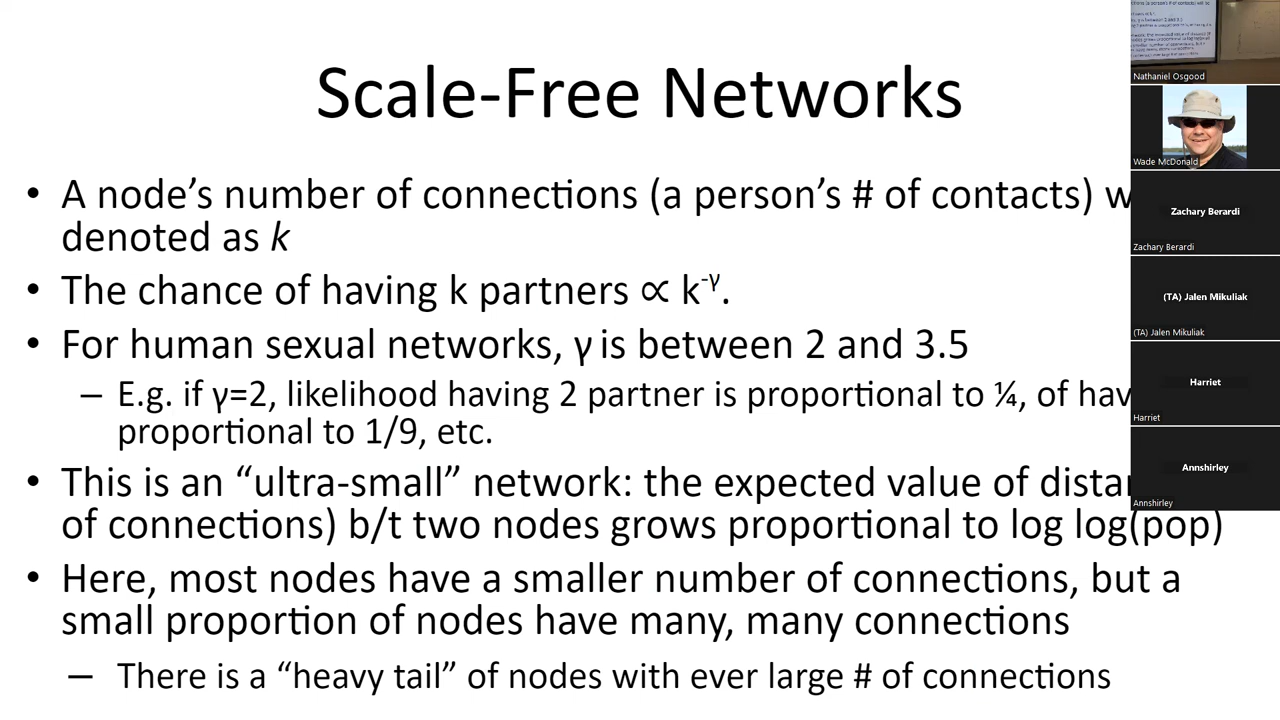 Scale-Free Networks
• A node’s number of connections (a person’s # of contacts) w
denoted as k
• The chance of having k partners ∝ k-γ.
• For human sexual networks, γ is between 2 and 3.5
– E.g. if γ=2, likelihood having 2 partner is proportional to ¼, of hav
proportional to 1/9, etc.
• This is an “ultra-small” network: the expected value of distan
of connections) b/t two nodes grows proportional to log log(pop)
• Here, most nodes have a smaller number of connections, but a
small proportion of nodes have many, many connections
– There is a “heavy tail” of nodes with ever large # of connections
Nathaniel Osgood
Wade McDonald
Zachary Berardi
Zachary Berardi
(TA) Jalen Mikuliak
(TA) Jalen Mikuliak
Harriet
Harriet
Annshirley
Annshirley